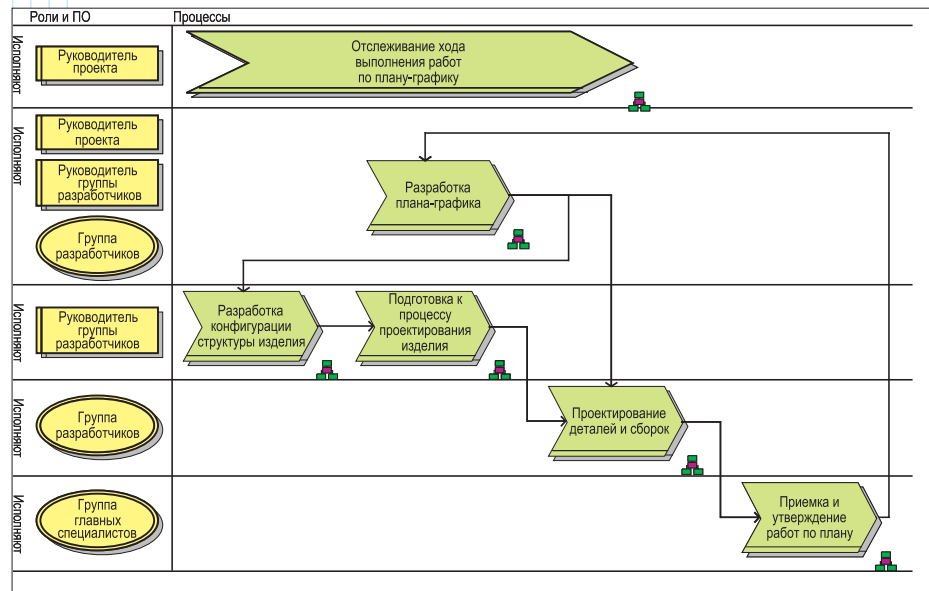 Роли и ПО
Процессы
Исполняют
Руководитель
проекта
Отслеживание хода
выполнения работ
по плану-графику
Исполняют
Руководитель
проекта
Руководитель
группы
разработчиков
Группа
разработчиков
Разработка
плана-графика
Исполняют
Руководитель
группы
разработчиков
Разработка
конфигурации
структуры изделия
Подготовка к
процессу
проектирования
изделия
Исполняют
Группа
разработчиков
Проектирование
деталей и сборок
Исполняют
Группа
главных
специалистов
Приемка и
утверждение
работ по плану